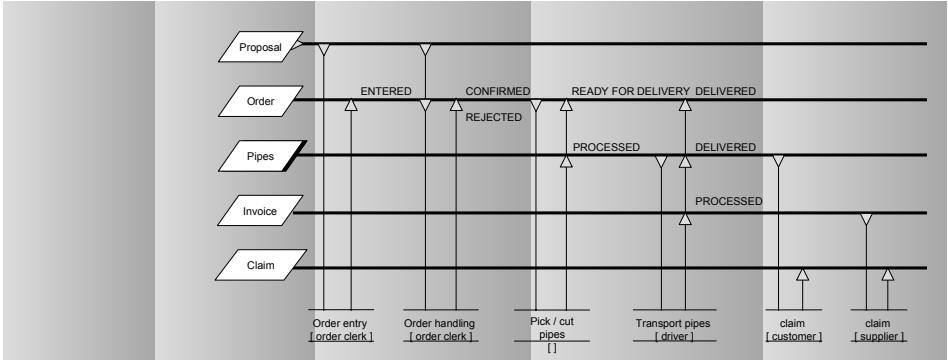 Proposal
Order
ENTERED
CONFIRMED
READY FOR DELIVERY
DELIVERED
REJECTED
Pipes
PROCESSED
DELIVERED
Invoice
PROCESSED
Claim
Order entry
[ order clerk ]
Order handling
[ order clerk ]
Pick / cut
pipes
[ ]
Transport pipes
[ driver ]
claim
[ customer ]
claim
[ supplier ]